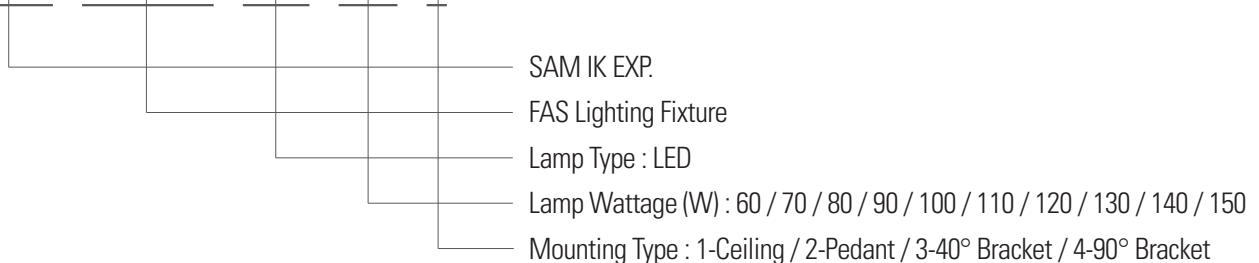 SAM IK EXP.
FAS Lighting Fixture
Lamp Type : LED
Lamp Wattage (W) : 60 / 70 / 80 / 90 / 100 / 110 / 120 / 130 / 140 / 150
Mounting Type : 1-Ceiling / 2-Pedant / 3-40° Bracket / 4-90° Bracket